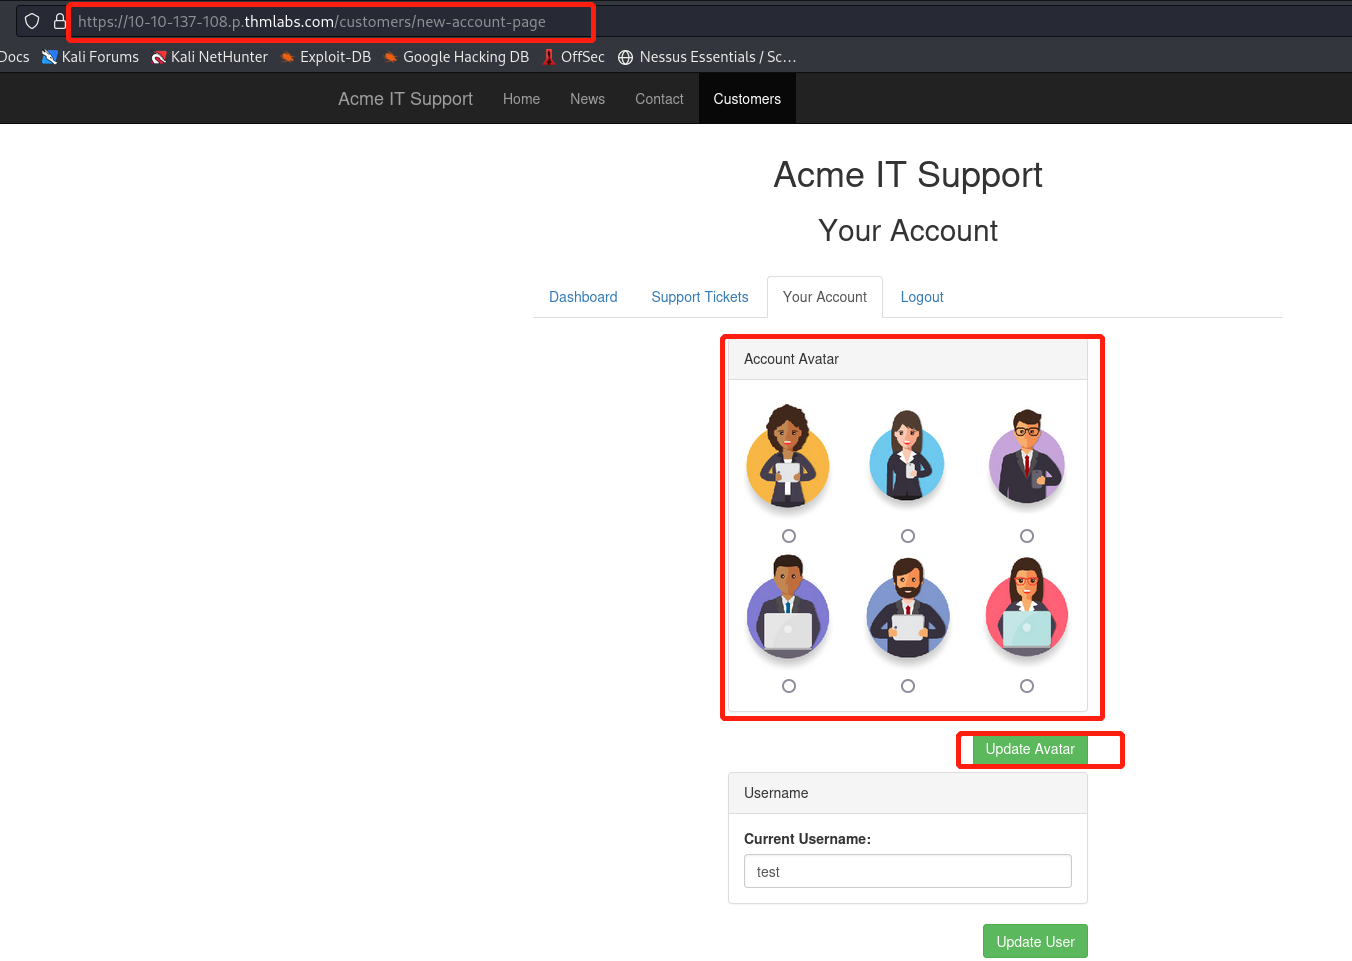 https://10-10-137-108.p.thmlabs.com/customers/new-account-page
Docs Kali Forums Kali NetHunter Exploit-DB Google Hacking DB OffSec Nessus Essentials / Sc…
Acme IT Support Home News Contact Customers
Acme IT Support
Your Account
Dashboard Support Tickets Your Account Logout
Account Avatar
Update Avatar
Username
Current Username:
test
Update User